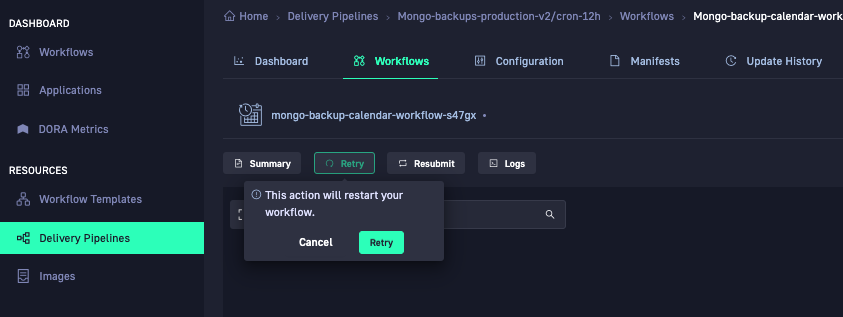 DASHBOARD
Workflows
Applications
DORA Metrics
RESOURCES
Workflow Templates
Delivery Pipelines
Images
Home > Delivery Pipelines > Mongo-backups-production-v2/cron-12h > Workflows > Mongo-backup-calendar-work
Dashboard Workflows Configuration Manifests Update History
mongo-backup-calendar-workflow-s47gx
Summary Retry Resubmit Logs
This action will restart your
workflow.
Cancel Retry